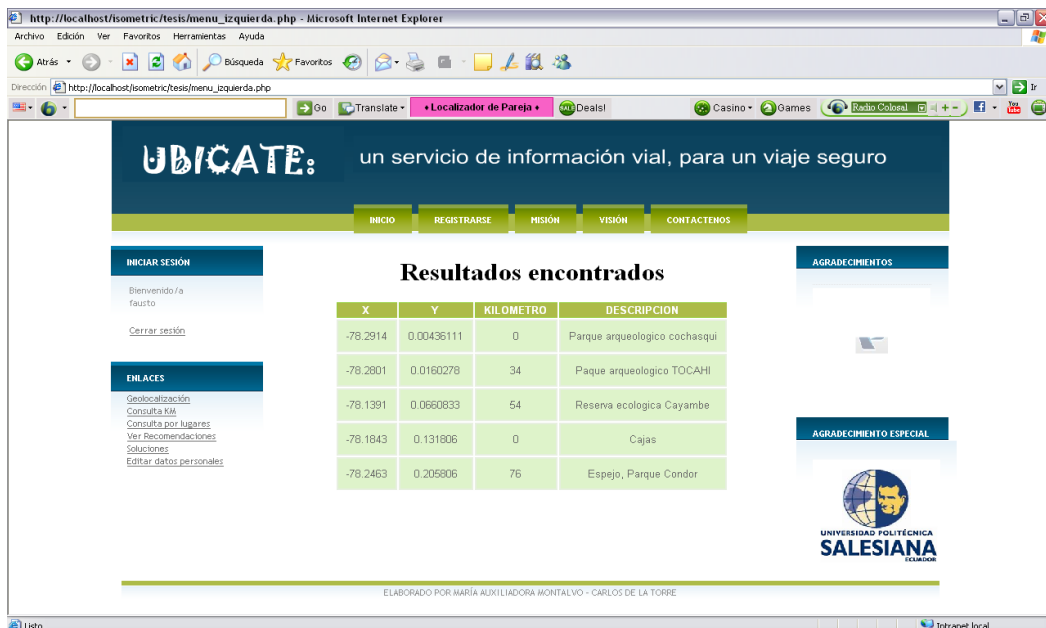 http://localhost/isometric/tesis/menu_izquierda.php - Microsoft Internet Explorer
Archivo Edición Ver Favoritos Herramientas Ayuda
Atrás Búsqueda Favoritos
Dirección http://localhost/isometric/tesis/menu_izquierda.php Ir
Go Translate Localizador de Pareja SALE Deals! Casino Games Radio Colosal You Tube
UBICATE: un servicio de información vial, para un viaje seguro
INICIO REGISTRARSE MISIÓN VISIÓN CONTACTENOS
INICIAR SESIÓN
Bienvenido/a
fausto
Cerrar sesión
ENLACES
Geolocalización
Consulta KM
Consulta por lugares
Ver Recomendaciones
Soluciones
Editar datos personales
Resultados encontrados
X Y KILOMETRO DESCRIPCION
-78.2914 0.00436111 0 Parque arqueologico cochasqui
-78.2801 0.0160278 34 Paque arqueologico TOCAHI
-78.1391 0.0660833 54 Reserva ecologica Cayambe
-78.1843 0.131806 0 Cajas
-78.2463 0.205806 76 Espejo, Parque Condor
AGRADECIMIENTOS
AGRADECIMIENTO ESPECIAL
UNIVERSIDAD POLITÉCNICA
SALESIANA
ECUADOR
ELABORADO POR MARÍA AUXILIADORA MONTALVO - CARLOS DE LA TORRE
Listo Intranet local